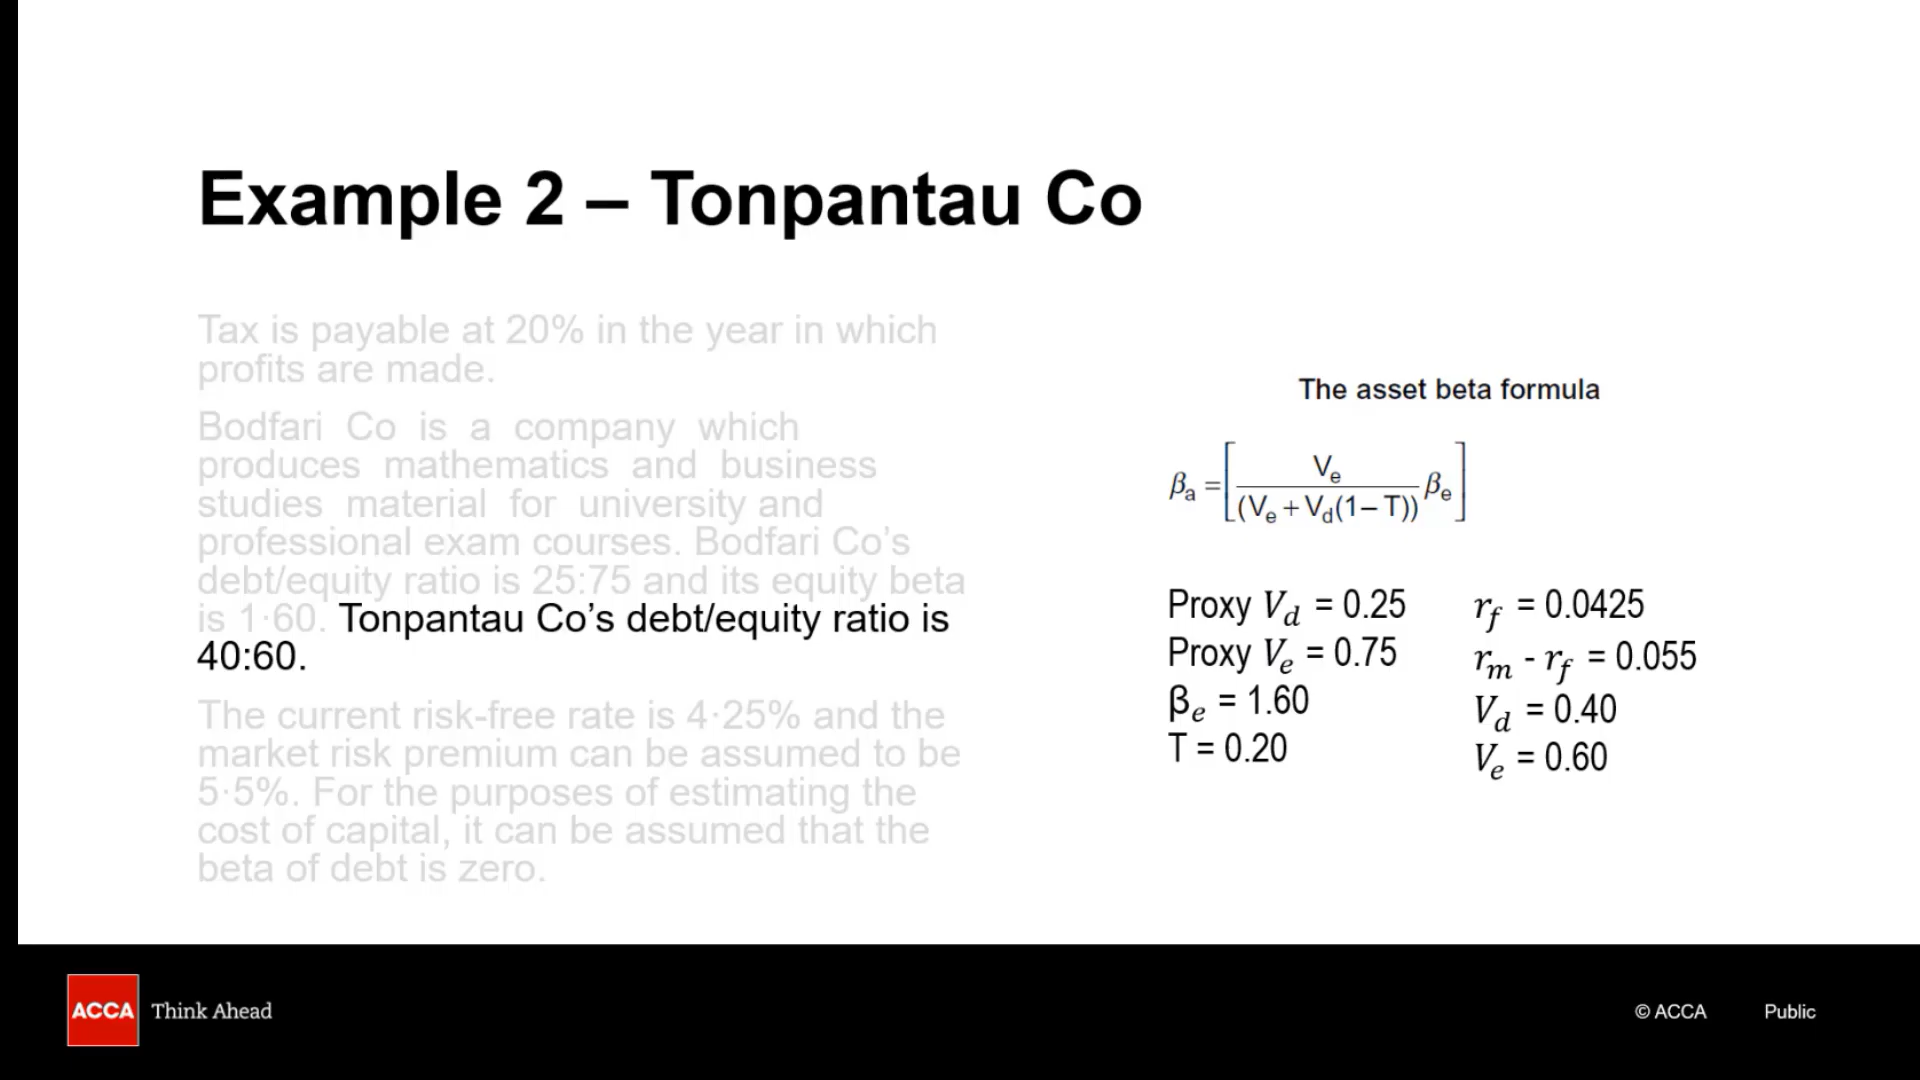 Example 2 – Tonpantau Co
Tax is payable at 20% in the year in which
profits are made.
Bodfari Co is a company which
produces mathematics and business
studies material for university and
professional exam courses. Bodfari Co’s
debt/equity ratio is 25:75 and its equity beta
is 1·60. Tonpantau Co’s debt/equity ratio is
40:60.
The current risk-free rate is 4·25% and the
market risk premium can be assumed to be
5·5%. For the purposes of estimating the
cost of capital, it can be assumed that the
beta of debt is zero.
The asset beta formula
βa = [ Ve / (Ve + Vd(1 – T)) βe ]
Proxy Vd = 0.25
Proxy Ve = 0.75
βe = 1.60
T = 0.20
rf = 0.0425
rm - rf = 0.055
Vd = 0.40
Ve = 0.60
ACCA Think Ahead
© ACCA Public